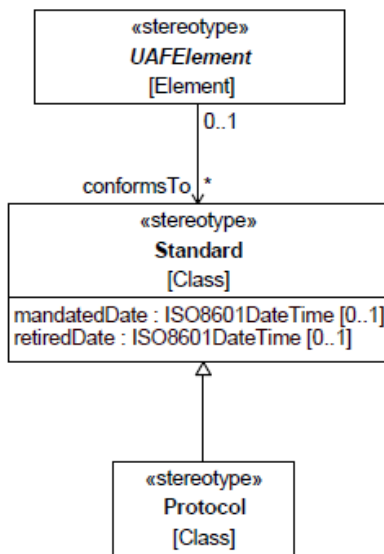 «stereotype»
UAFElement
[Element]
0..1
conformsTo *
«stereotype»
Standard
[Class]
mandatedDate : ISO8601DateTime [0..1]
retiredDate : ISO8601DateTime [0..1]
«stereotype»
Protocol
[Class]